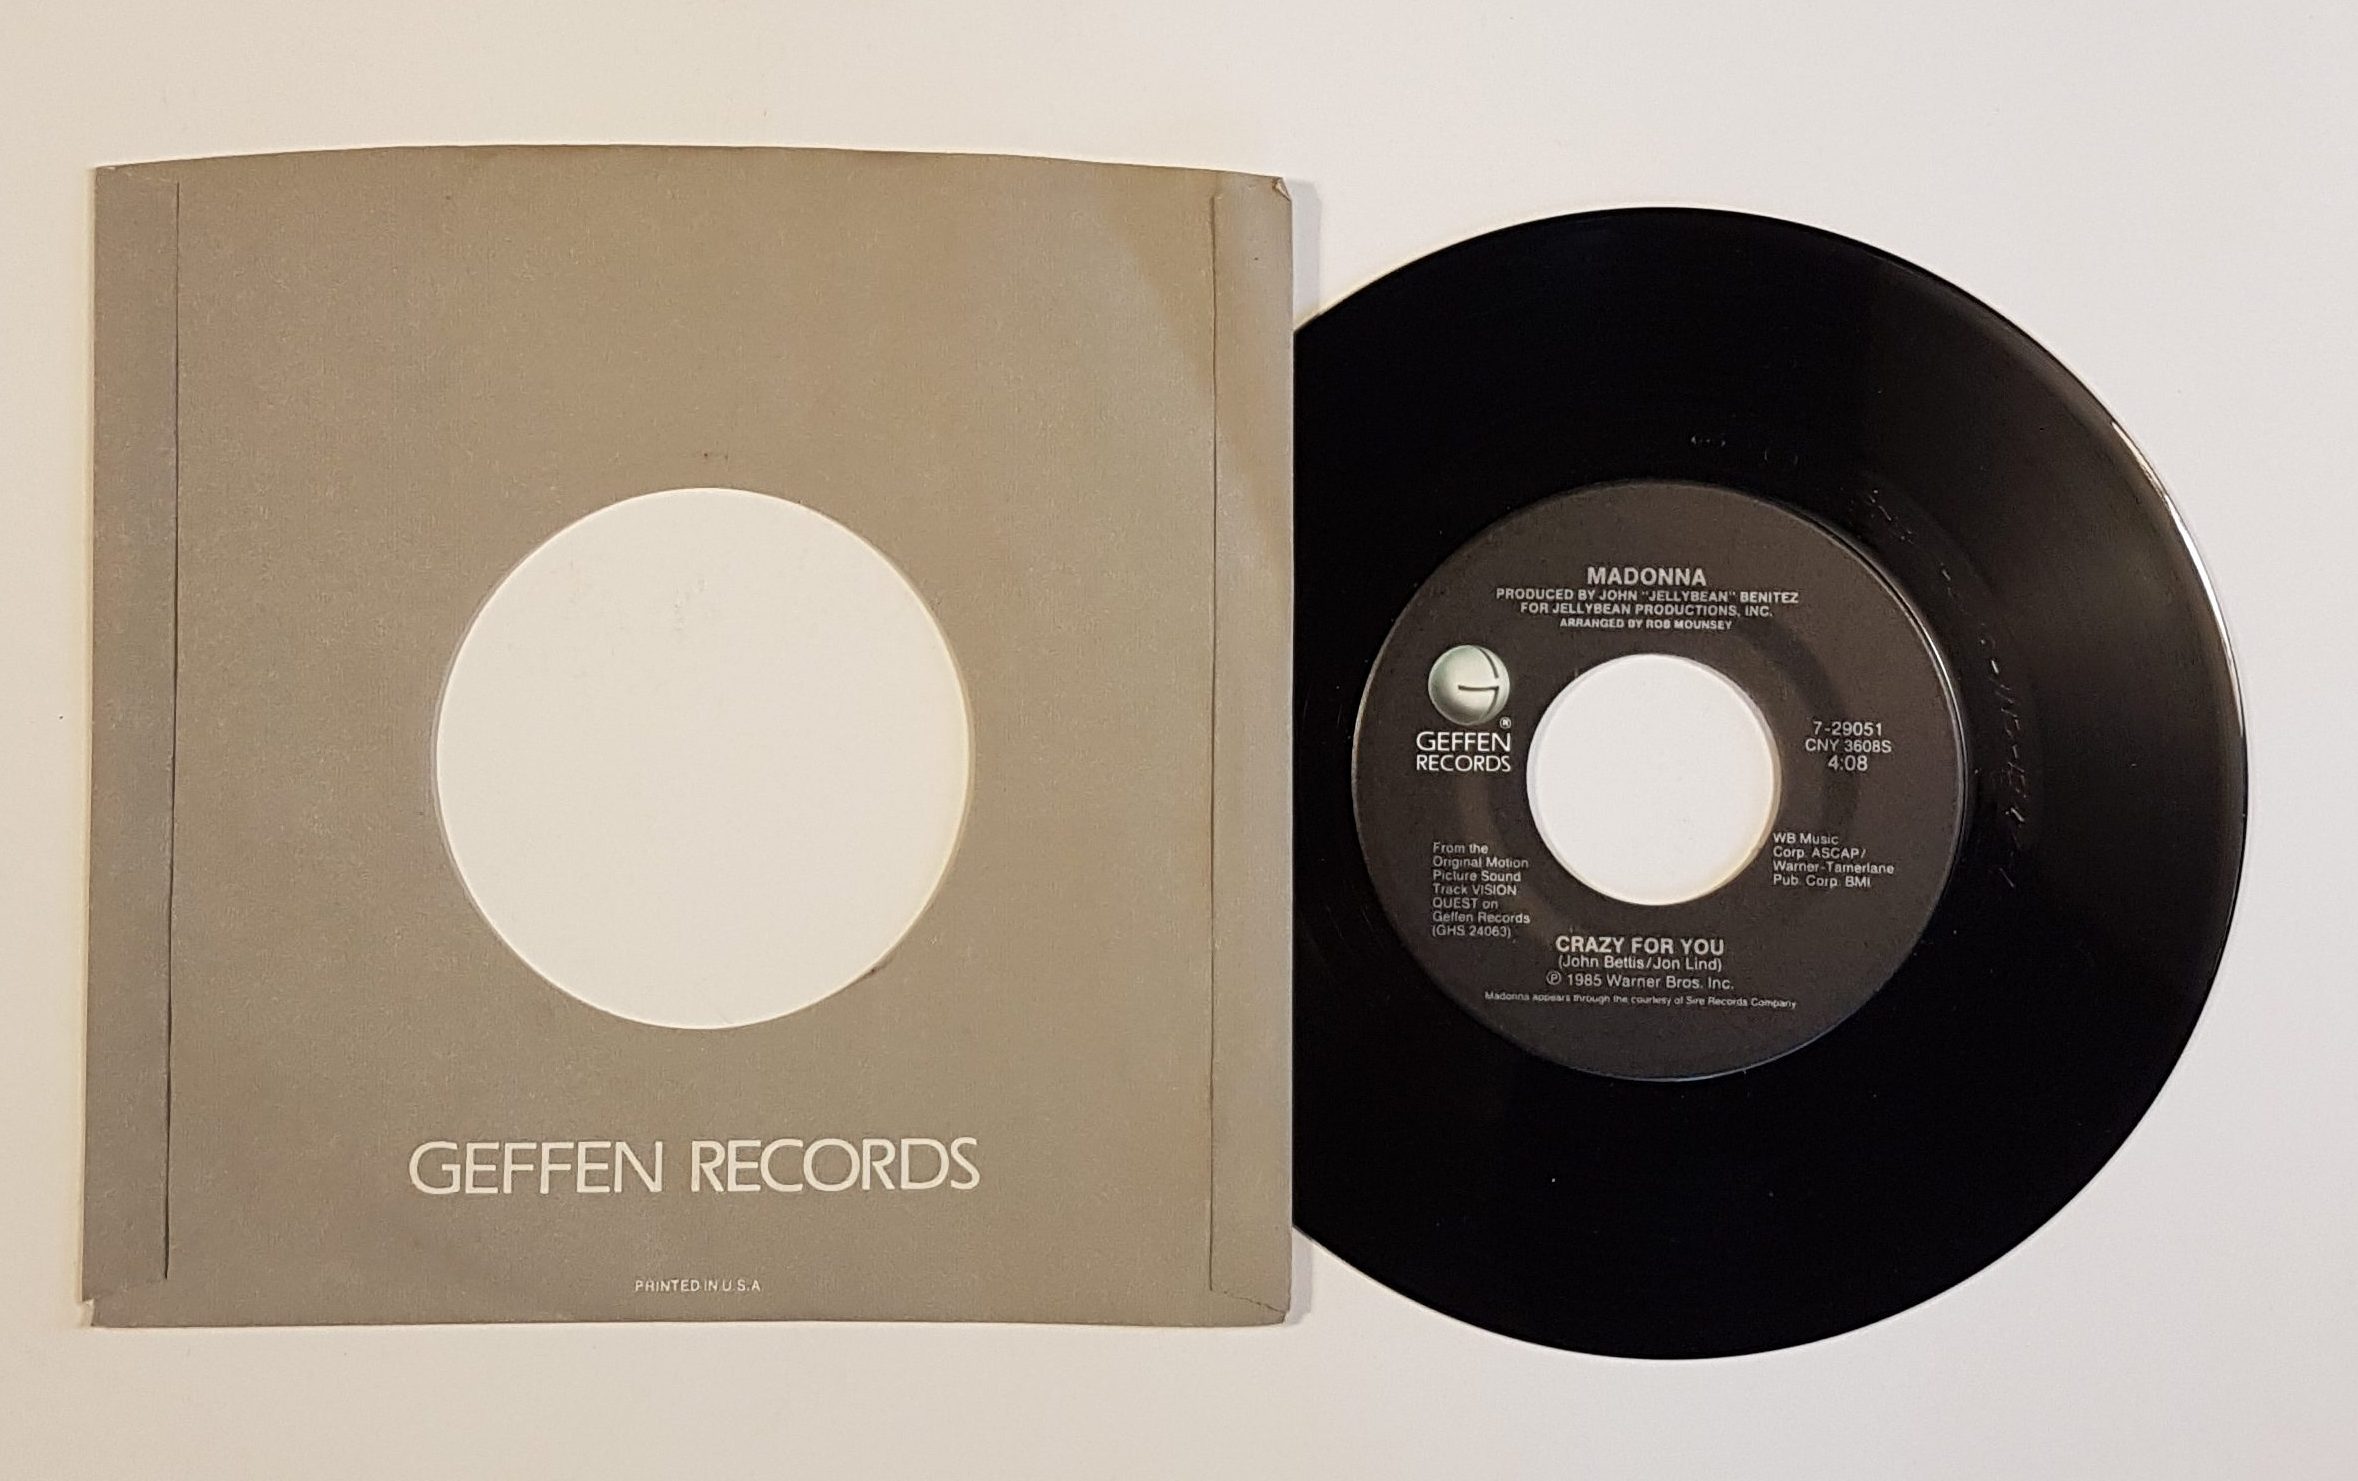 GEFFEN RECORDS
PRINTED IN U.S.A
MADONNA
PRODUCED BY JOHN "JELLYBEAN" BENITEZ
FOR JELLYBEAN PRODUCTIONS, INC.
ARRANGED BY ROB MOUNSEY
®
GEFFEN
RECORDS
7-29051
CNY 3608S
4:08
From the
Original Motion
Picture Sound
Track VISION
QUEST on
Geffen Records
(GHS 24063)
WB Music
Corp. ASCAP/
Warner-Tamerlane
Pub. Corp. BMI
CRAZY FOR YOU
(John Bettis/Jon Lind)
℗ 1985 Warner Bros. Inc.
Madonna appears through the courtesy of Sire Records Company